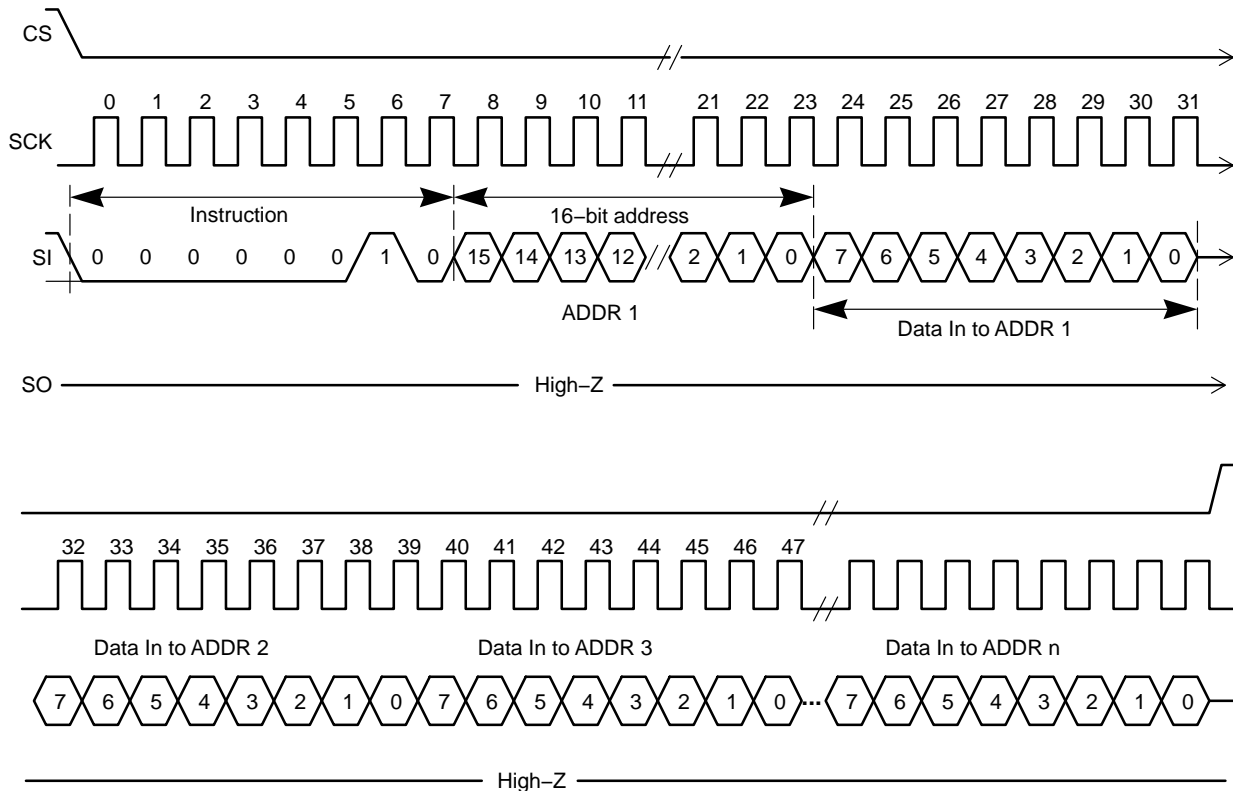 CS
0 1 2 3 4 5 6 7 8 9 10 11 21 22 23 24 25 26 27 28 29 30 31
SCK
Instruction 16−bit address
SI 0 0 0 0 0 0 1 0 15 14 13 12 2 1 0 7 6 5 4 3 2 1 0
ADDR 1 Data In to ADDR 1
SO High−Z
32 33 34 35 36 37 38 39 40 41 42 43 44 45 46 47
Data In to ADDR 2 Data In to ADDR 3 Data In to ADDR n
7 6 5 4 3 2 1 0 7 6 5 4 3 2 1 0 ... 7 6 5 4 3 2 1 0
High−Z